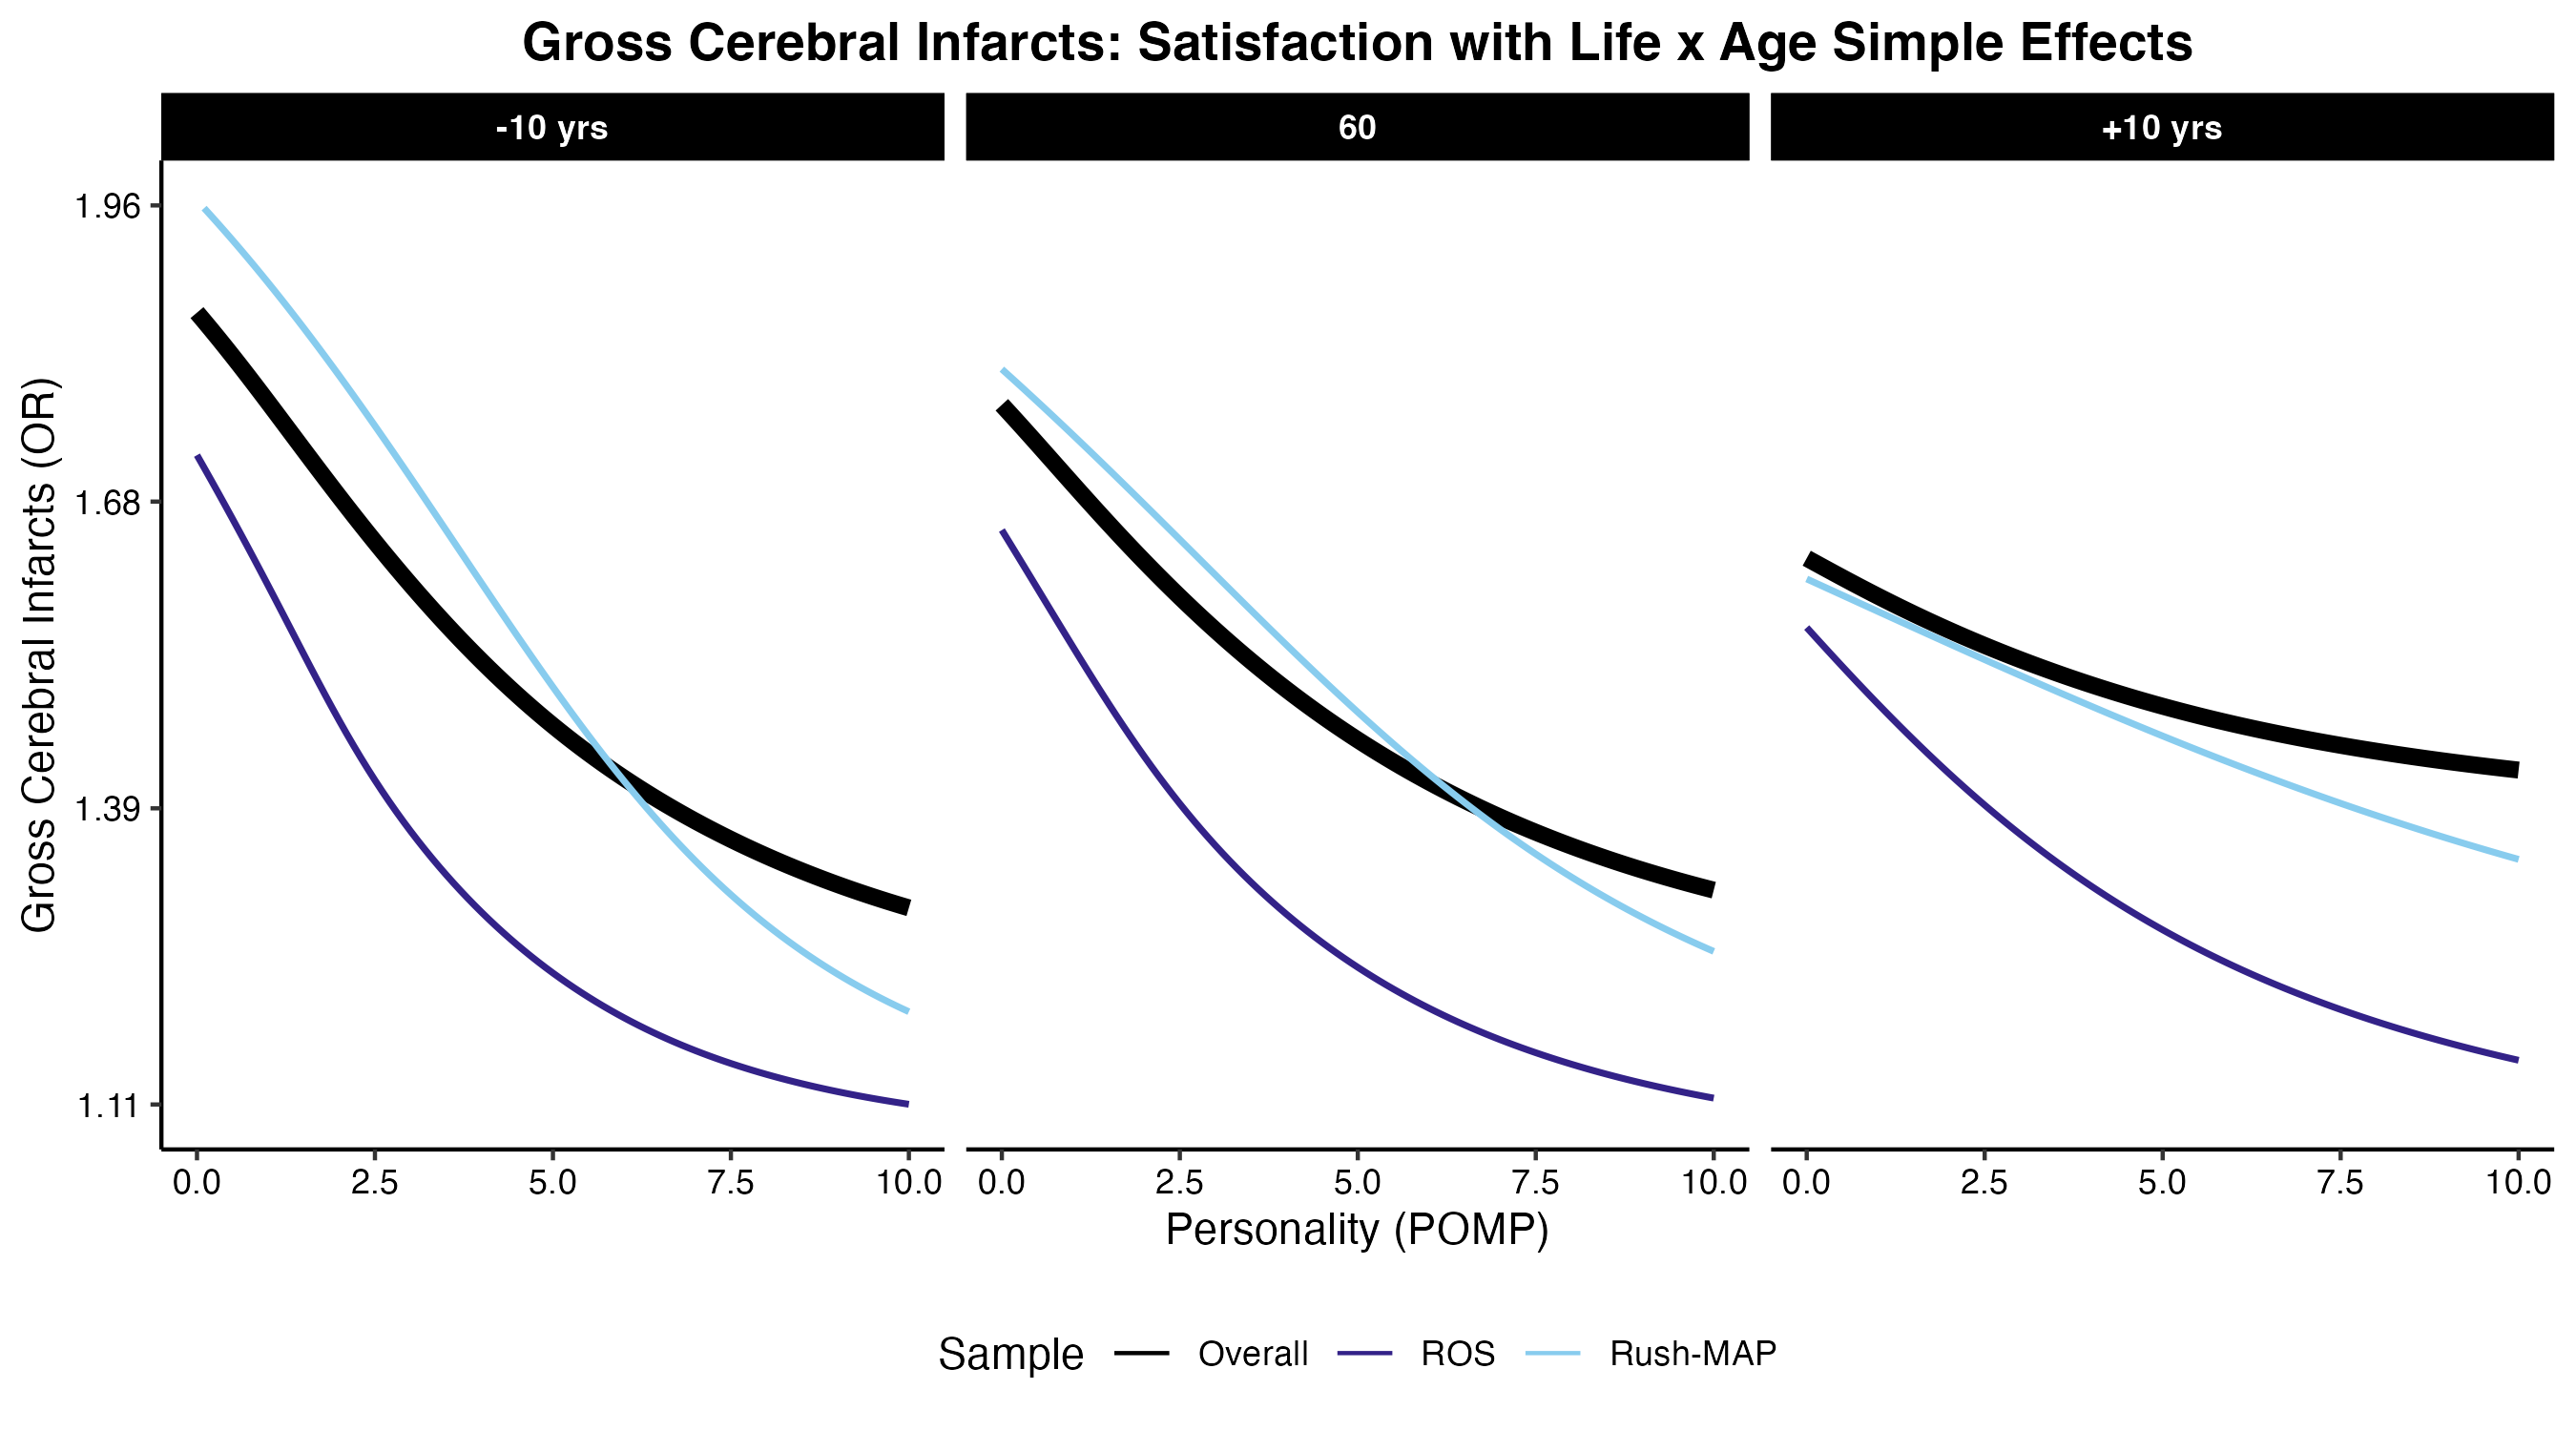 Gross Cerebral Infarcts: Satisfaction with Life x Age Simple Effects
-10 yrs
60
+10 yrs
Gross Cerebral Infarcts (OR)
1.96
1.68
1.39
1.11
0.0 2.5 5.0 7.5 10.0
0.0 2.5 5.0 7.5 10.0
0.0 2.5 5.0 7.5 10.0
Personality (POMP)
Sample Overall ROS Rush-MAP